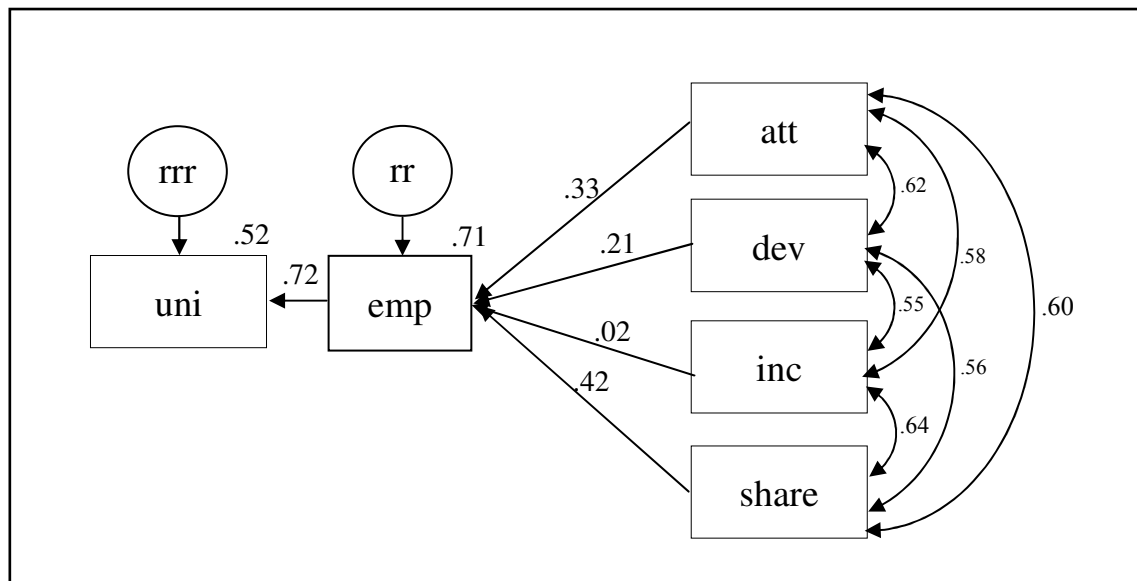 att
rrr
rr
.62
.33
.52
.71
dev
.21
.58
.72
uni
emp
.55
.60
.02
inc
.56
.42
.64
share